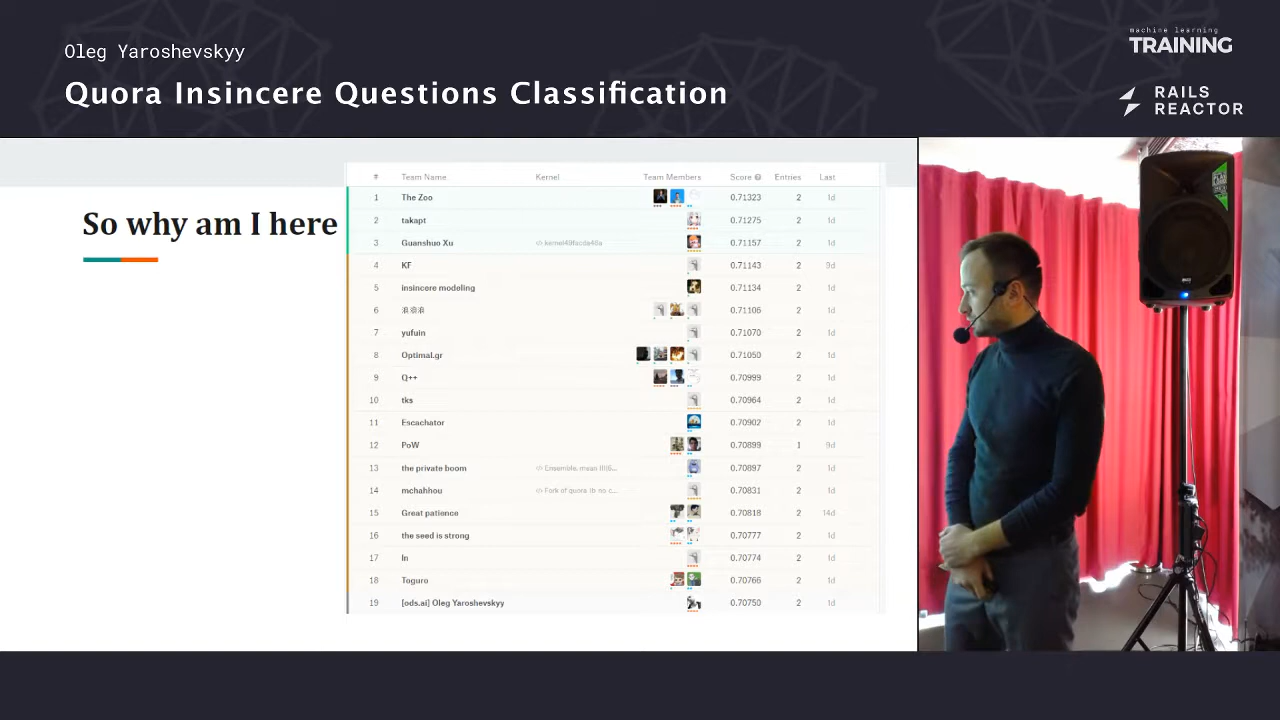 Oleg Yaroshevskyy
Quora Insincere Questions Classification
machine learning
TRAINING
RAILS
REACTOR
So why am I here
# Team Name Kernel Team Members Score Entries Last
1 The Zoo 0.71323 2 1d
2 takapt 0.71275 2 1d
3 Guanshuo Xu </> kernel49facda46a 0.71157 2 1d
4 KF 0.71143 2 9d
5 insincere modeling 0.71134 2 1d
6 0.71106 2 1d
7 yufuin 0.71070 2 1d
8 Optimal.gr 0.71050 2 1d
9 Q++ 0.70999 2 1d
10 tks 0.70964 2 1d
11 Escachator 0.70902 2 1d
12 PoW 0.70899 1 9d
13 the private boom 0.70897 2 1d
14 mchahhou </> Fork of quora lb no c... 0.70831 2 1d
15 Great patience 0.70818 2 14d
16 the seed is strong 0.70777 2 1d
17 ln 0.70774 2 1d
18 Toguro 0.70766 2 1d
19 [ods.ai] Oleg Yaroshevskyy 0.70750 2 1d